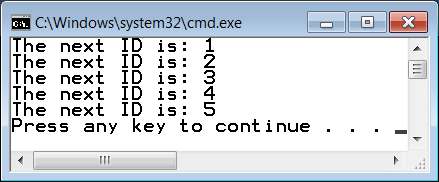 C:\Windows\system32\cmd.exe
The next ID is: 1
The next ID is: 2
The next ID is: 3
The next ID is: 4
The next ID is: 5
Press any key to continue . . .